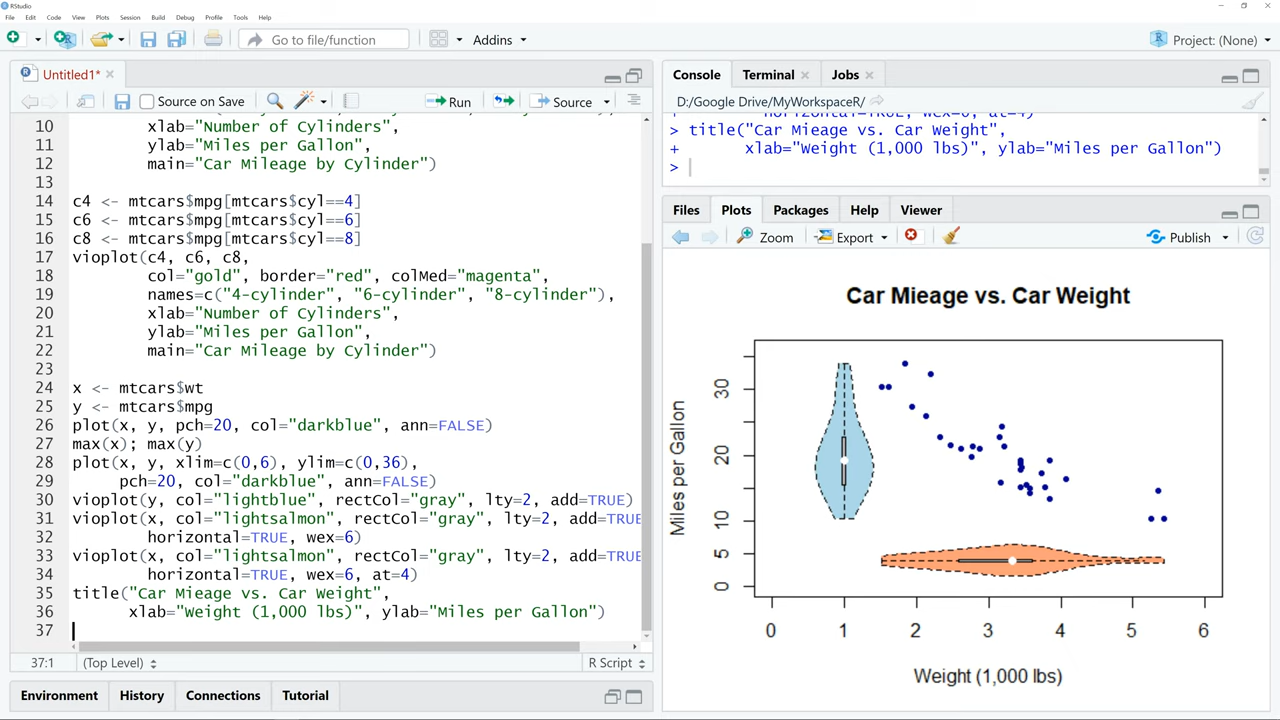 RStudio
File Edit Code View Plots Session Build Debug Profile Tools Help
Go to file/function
Addins
Project: (None)
Untitled1*
Source on Save
Run
Source
10 xlab="Number of Cylinders",
11 ylab="Miles per Gallon",
12 main="Car Mileage by Cylinder")
13
14 c4 <- mtcars$mpg[mtcars$cyl==4]
15 c6 <- mtcars$mpg[mtcars$cyl==6]
16 c8 <- mtcars$mpg[mtcars$cyl==8]
17 vioplot(c4, c6, c8,
18 col="gold", border="red", colMed="magenta",
19 names=c("4-cylinder", "6-cylinder", "8-cylinder"),
20 xlab="Number of Cylinders",
21 ylab="Miles per Gallon",
22 main="Car Mileage by Cylinder")
23
24 x <- mtcars$wt
25 y <- mtcars$mpg
26 plot(x, y, pch=20, col="darkblue", ann=FALSE)
27 max(x); max(y)
28 plot(x, y, xlim=c(0,6), ylim=c(0,36),
29 pch=20, col="darkblue", ann=FALSE)
30 vioplot(y, col="lightblue", rectCol="gray", lty=2, add=TRUE)
31 vioplot(x, col="lightsalmon", rectCol="gray", lty=2, add=TRUE
32 horizontal=TRUE, wex=6)
33 vioplot(x, col="lightsalmon", rectCol="gray", lty=2, add=TRUE
34 horizontal=TRUE, wex=6, at=4)
35 title("Car Mieage vs. Car Weight",
36 xlab="Weight (1,000 lbs)", ylab="Miles per Gallon")
37
37:1 (Top Level) R Script
Environment History Connections Tutorial
Console Terminal Jobs
D:/Google Drive/MyWorkspaceR/
+ horizontal=TRUE, wex=6, at=4)
> title("Car Mieage vs. Car Weight",
+ xlab="Weight (1,000 lbs)", ylab="Miles per Gallon")
>
Files Plots Packages Help Viewer
Zoom Export Publish
Car Mieage vs. Car Weight
Miles per Gallon
30
20
10
5
0
0 1 2 3 4 5 6
Weight (1,000 lbs)